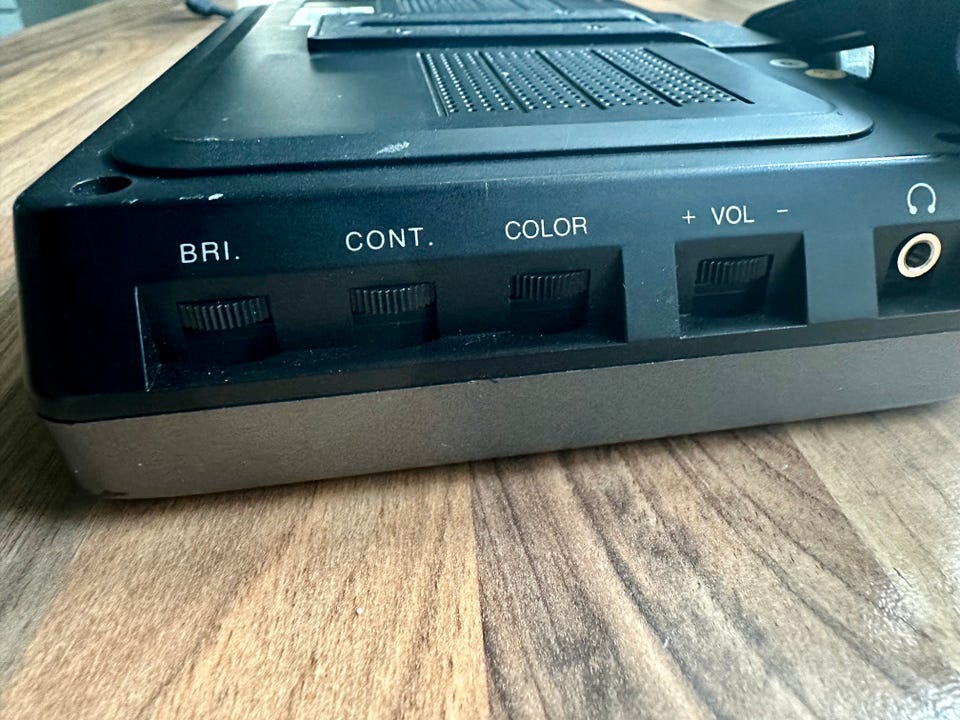 BRI.
CONT.
COLOR
+ VOL -